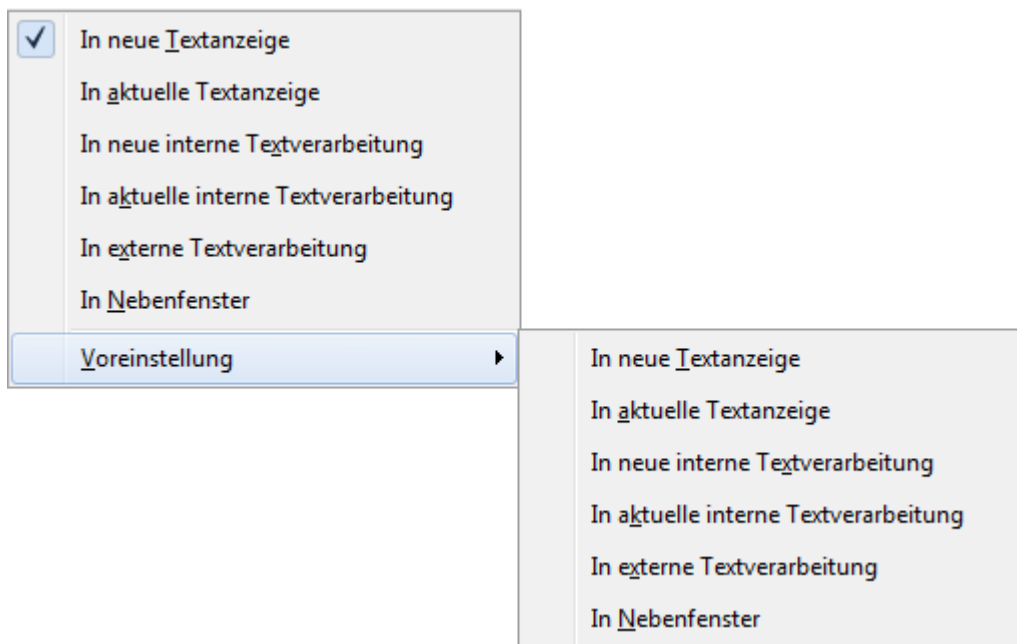 In neue Textanzeige
In aktuelle Textanzeige
In neue interne Textverarbeitung
In aktuelle interne Textverarbeitung
In externe Textverarbeitung
In Nebenfenster
Voreinstellung
In neue Textanzeige
In aktuelle Textanzeige
In neue interne Textverarbeitung
In aktuelle interne Textverarbeitung
In externe Textverarbeitung
In Nebenfenster